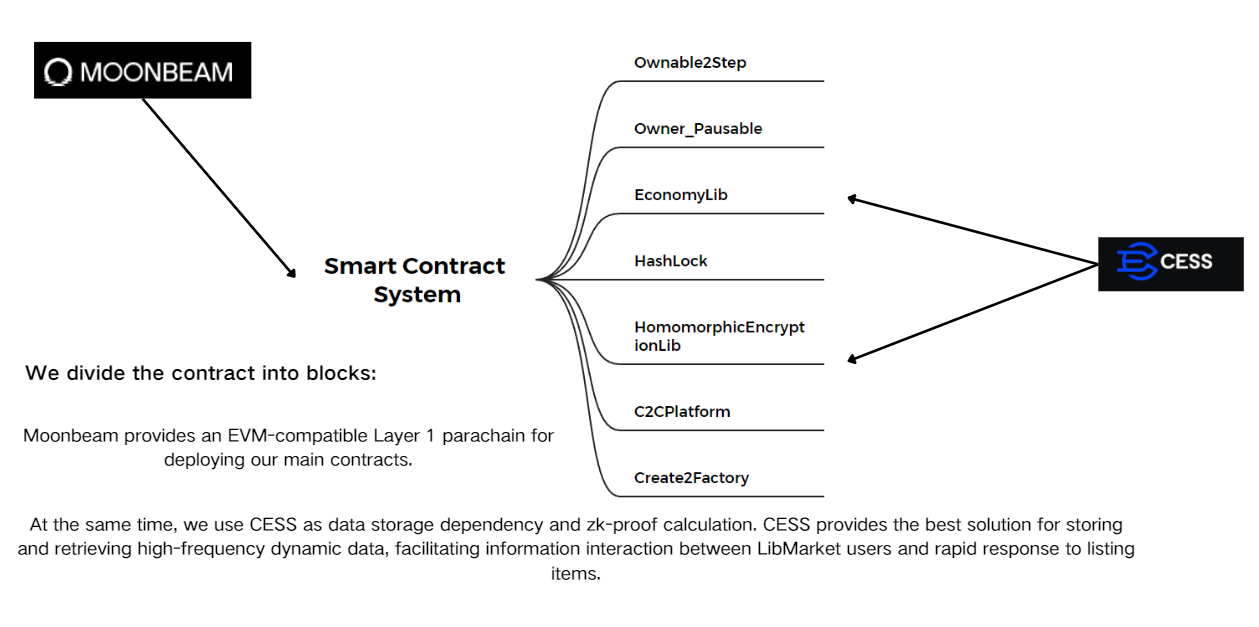 MOONBEAM
Ownable2Step
Owner_Pausable
EconomyLib
HashLock
HomomorphicEncrypt
ionLib
C2CPlatform
Create2Factory
Smart Contract
System
CESS
We divide the contract into blocks:
Moonbeam provides an EVM-compatible Layer 1 parachain for
deploying our main contracts.
At the same time, we use CESS as data storage dependency and zk-proof calculation. CESS provides the best solution for storing
and retrieving high-frequency dynamic data, facilitating information interaction between LibMarket users and rapid response to listing
items.